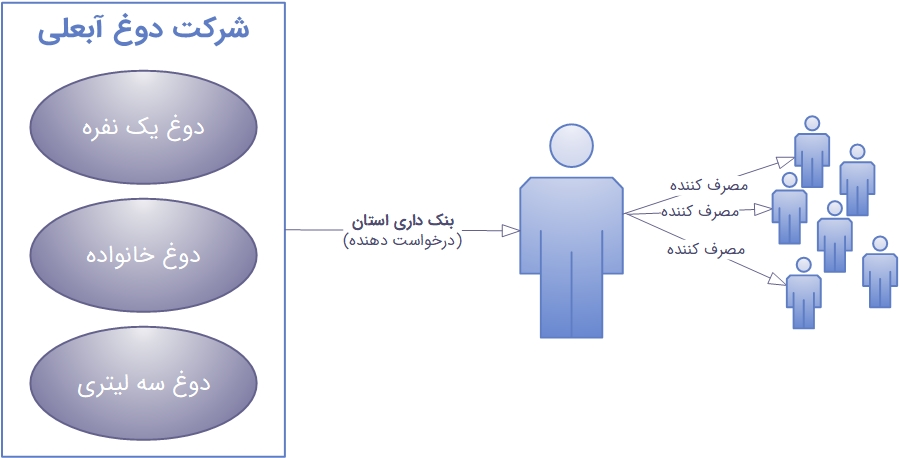 شرکت دوغ آبعلی
دوغ یک نفره
دوغ خانواده
دوغ سه لیتری
بنک داری استان
(درخواست دهنده)
مصرف کننده
مصرف کننده
مصرف کننده